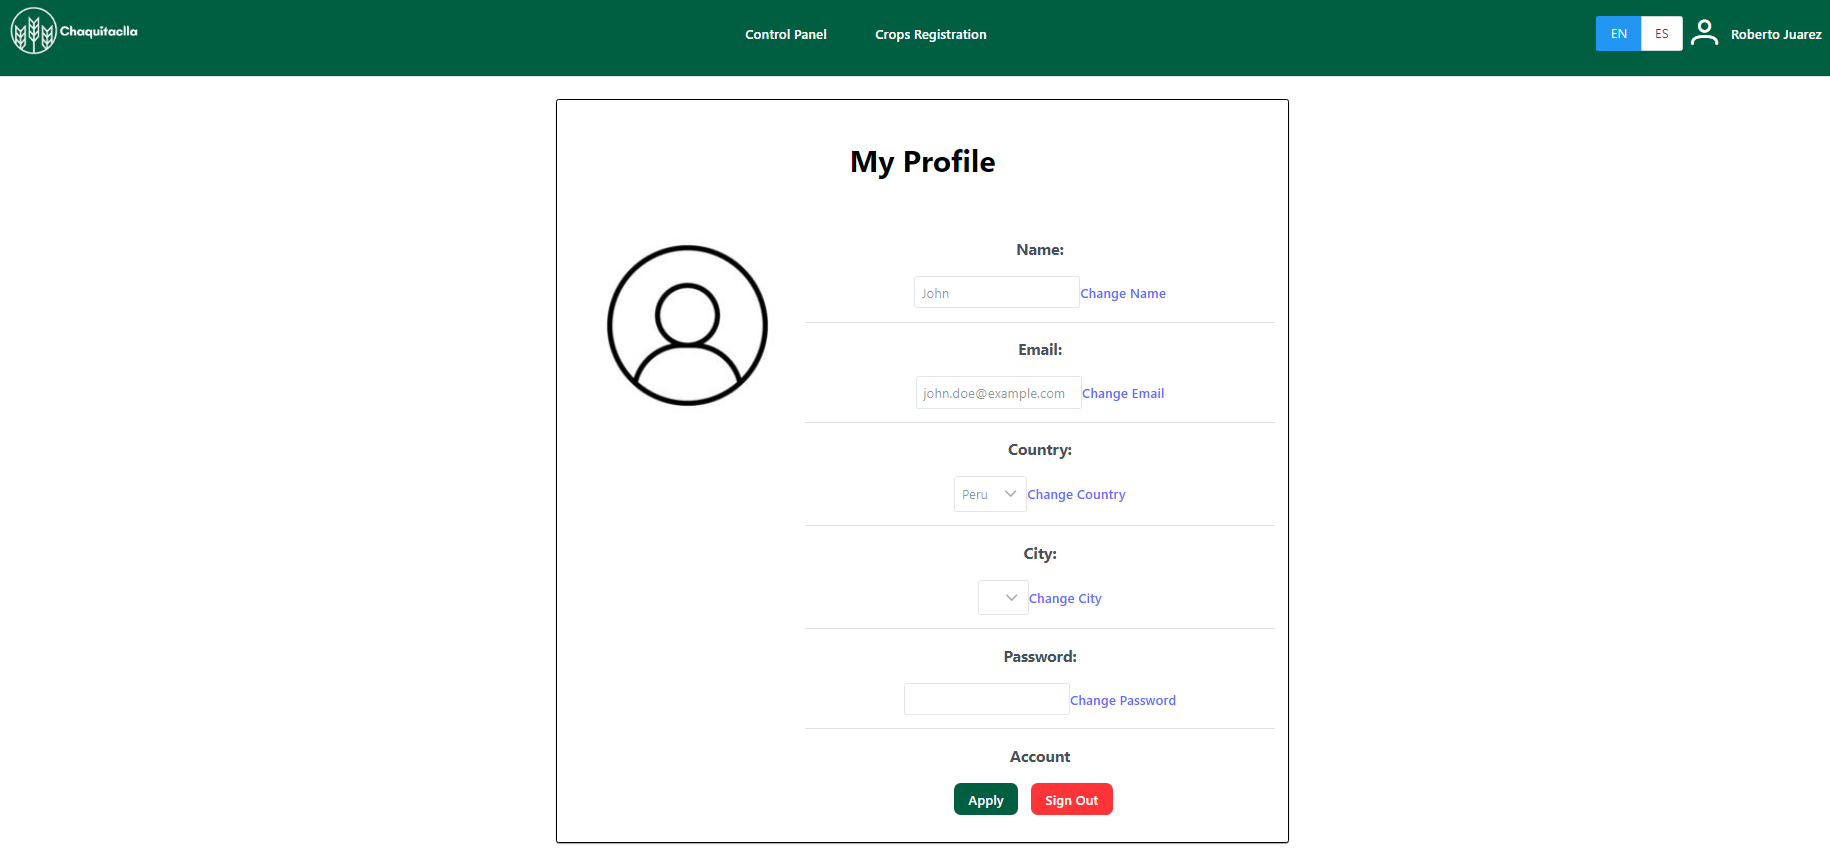 Chaquitaclla
Control Panel
Crops Registration
EN
ES
Roberto Juarez
My Profile
Name:
John
Change Name
Email:
john.doe@example.com
Change Email
Country:
Peru
Change Country
City:
Change City
Password:
Change Password
Account
Apply
Sign Out